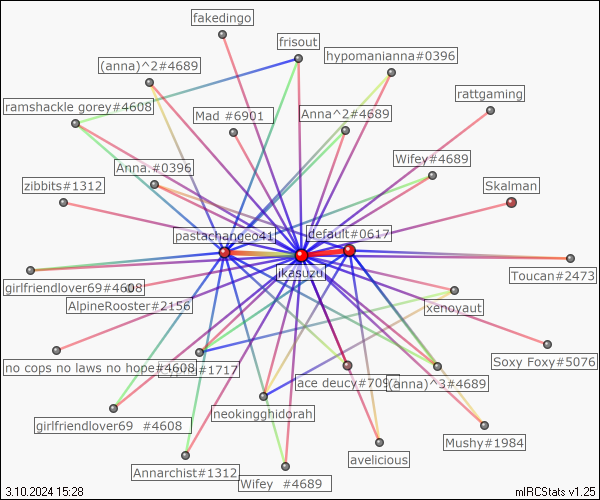 fakedingo
frisout
(anna)^2#4689
hypomanianna#0396
rattgaming
ramshackle gorey#4608
Mad #6901
Anna^2#4689
Wifey#4689
Anna.#0396
zibbits#1312
Skalman
pastachangeo41
default#0617
ikasuzu
Toucan#2473
girlfriendlover69#4608
AlpineRooter#2156
xenoyaut
no cops no laws no hope#4608
#1717
ace deucy#709
(anna)^3#4689
Soxy Foxy#5076
neokingghidorah
girlfriendlover69 #4608
Mushy#1984
avelicious
Annarchist#1312
Wifey #4689
3.10.2024 15:28
mIRCStats v1.25